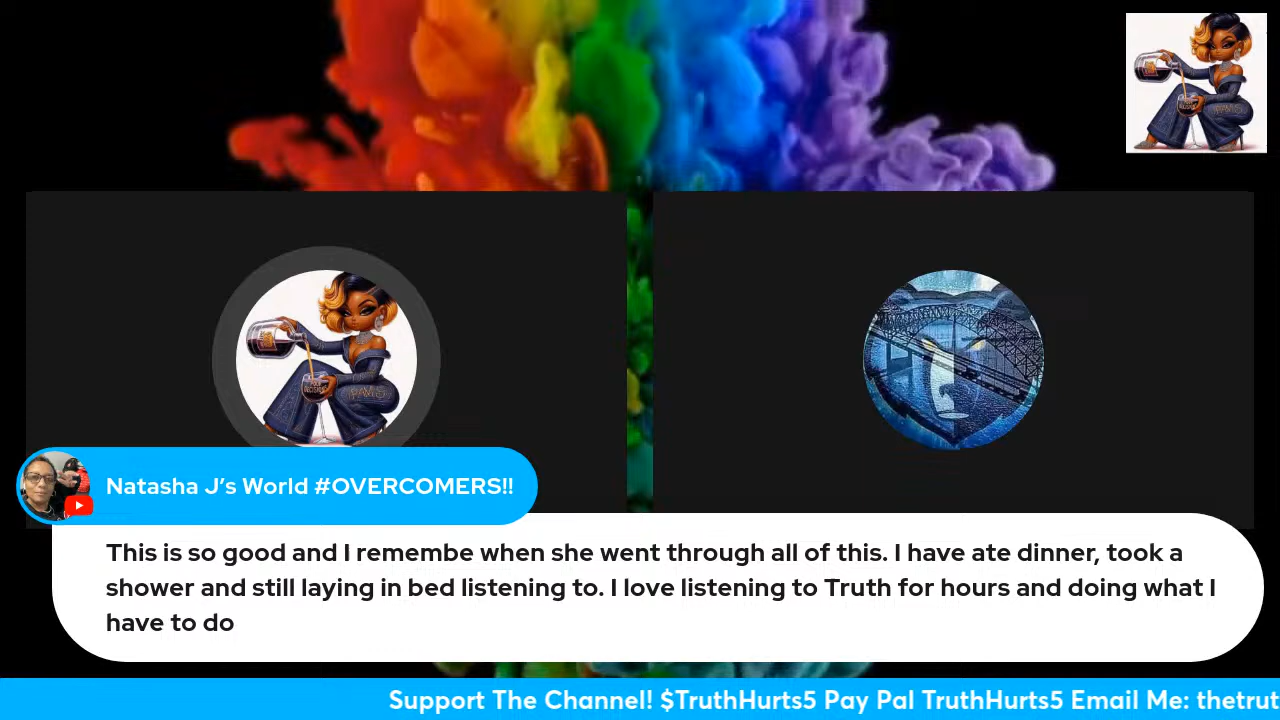 Natasha J’s World #OVERCOMERS!!
This is so good and I remembe when she went through all of this. I have ate dinner, took a
shower and still laying in bed listening to. I love listening to Truth for hours and doing what I
have to do
Support The Channel! $TruthHurts5 Pay Pal TruthHurts5 Email Me: thetrut